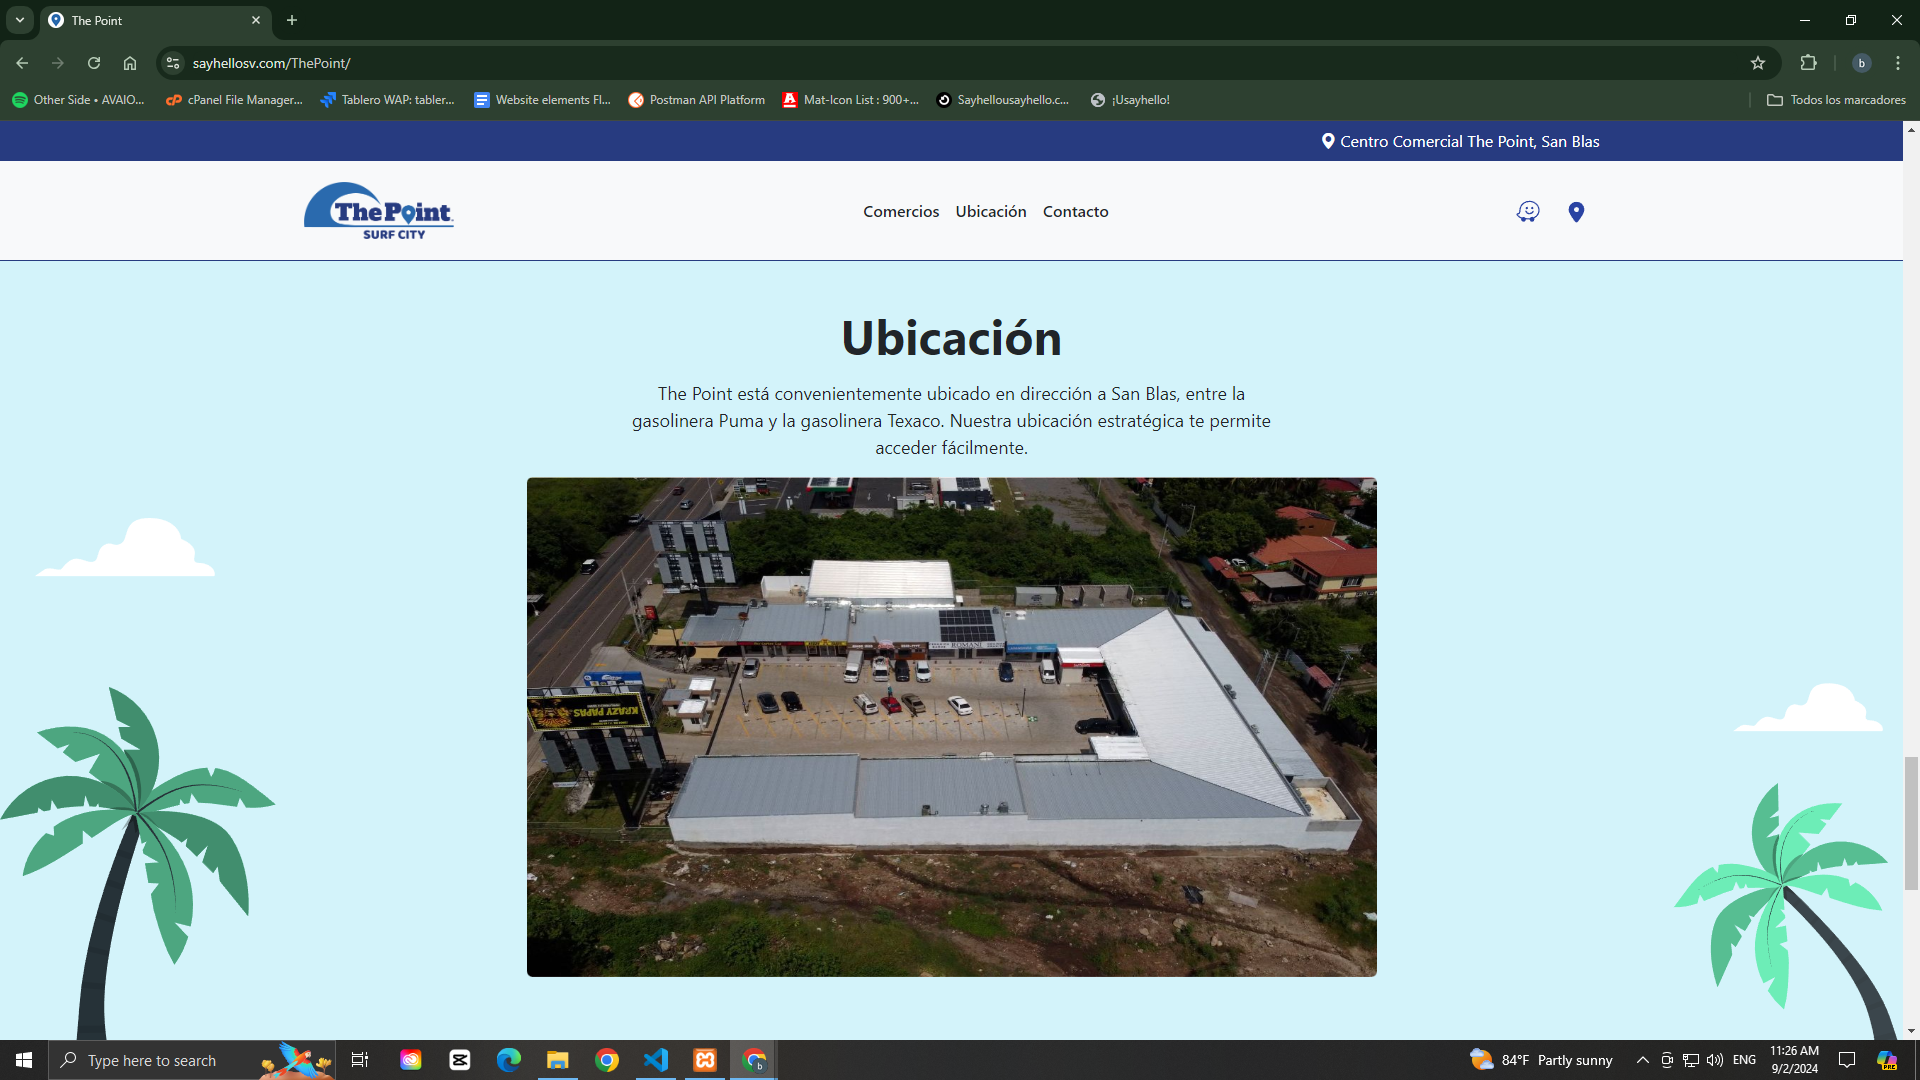 The Point
sayhellosv.com/ThePoint/
Other Side • AVAIO...
cPanel File Manager...
Tablero WAP: tabler...
Website elements Fl...
Postman API Platform
Mat-Icon List : 900+...
Sayhellousayhello.c...
¡Usayhello!
Todos los marcadores
Centro Comercial The Point, San Blas
The Point
SURF CITY
Comercios
Ubicación
Contacto
Ubicación
The Point está convenientemente ubicado en dirección a San Blas, entre la
gasolinera Puma y la gasolinera Texaco. Nuestra ubicación estratégica te permite
acceder fácilmente.
KRAZY PAPAS
Type here to search
84°F Partly sunny
ENG
11:26 AM
9/2/2024